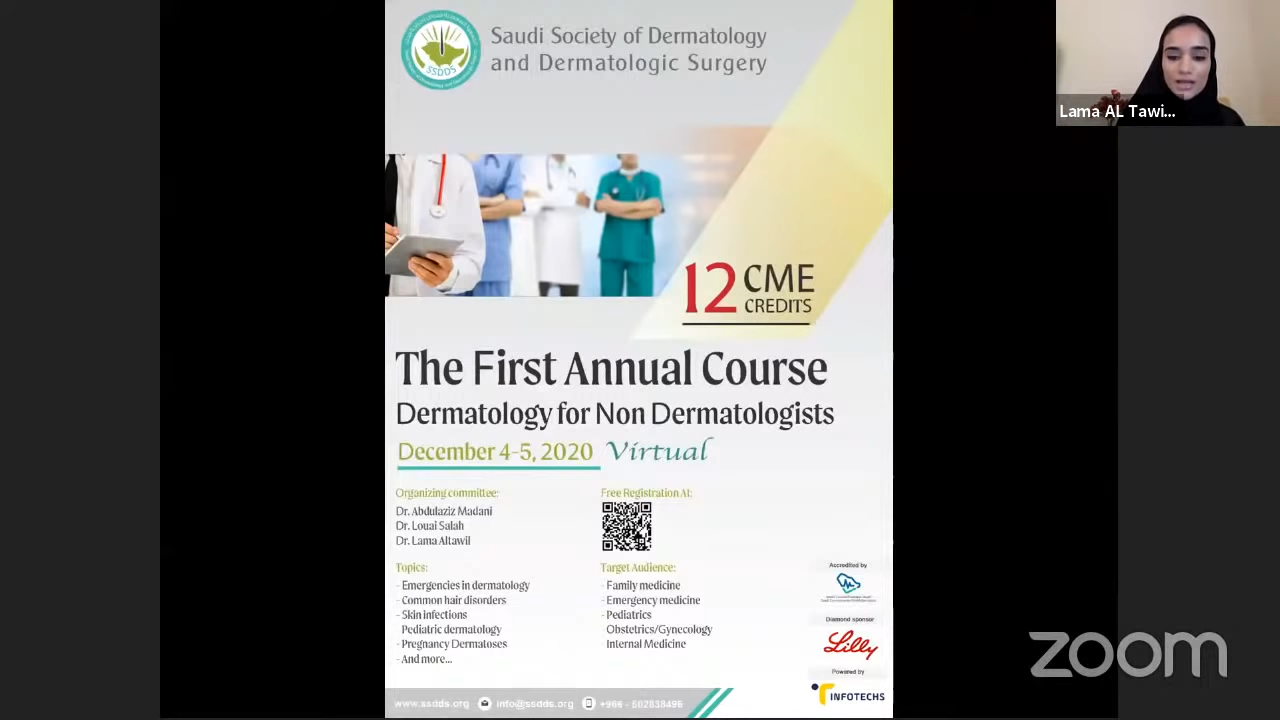 SSDDS
Saudi Society of Dermatology
and Dermatologic Surgery
Lama AL Tawi...
12 CME
CREDITS
The First Annual Course
Dermatology for Non Dermatologists
December 4-5, 2020 Virtual
Organizing committee:
Dr. Abdulaziz Madani
Dr. Louai Salah
Dr. Lama Altawil
Free Registration At:
Topics:
- Emergencies in dermatology
- Common hair disorders
- Skin infections
Pediatric dermatology
- Pregnancy Dermatoses
- And more...
Target Audience:
- Family medicine
- Emergency medicine
- Pediatrics
Obstetrics/Gynecology
Internal Medicine
Accredited by
Diamond sponsor
Lilly
Powered by
INFOTECHS
www.ssdds.org info@ssdds.org +966 - 502838496
zoom